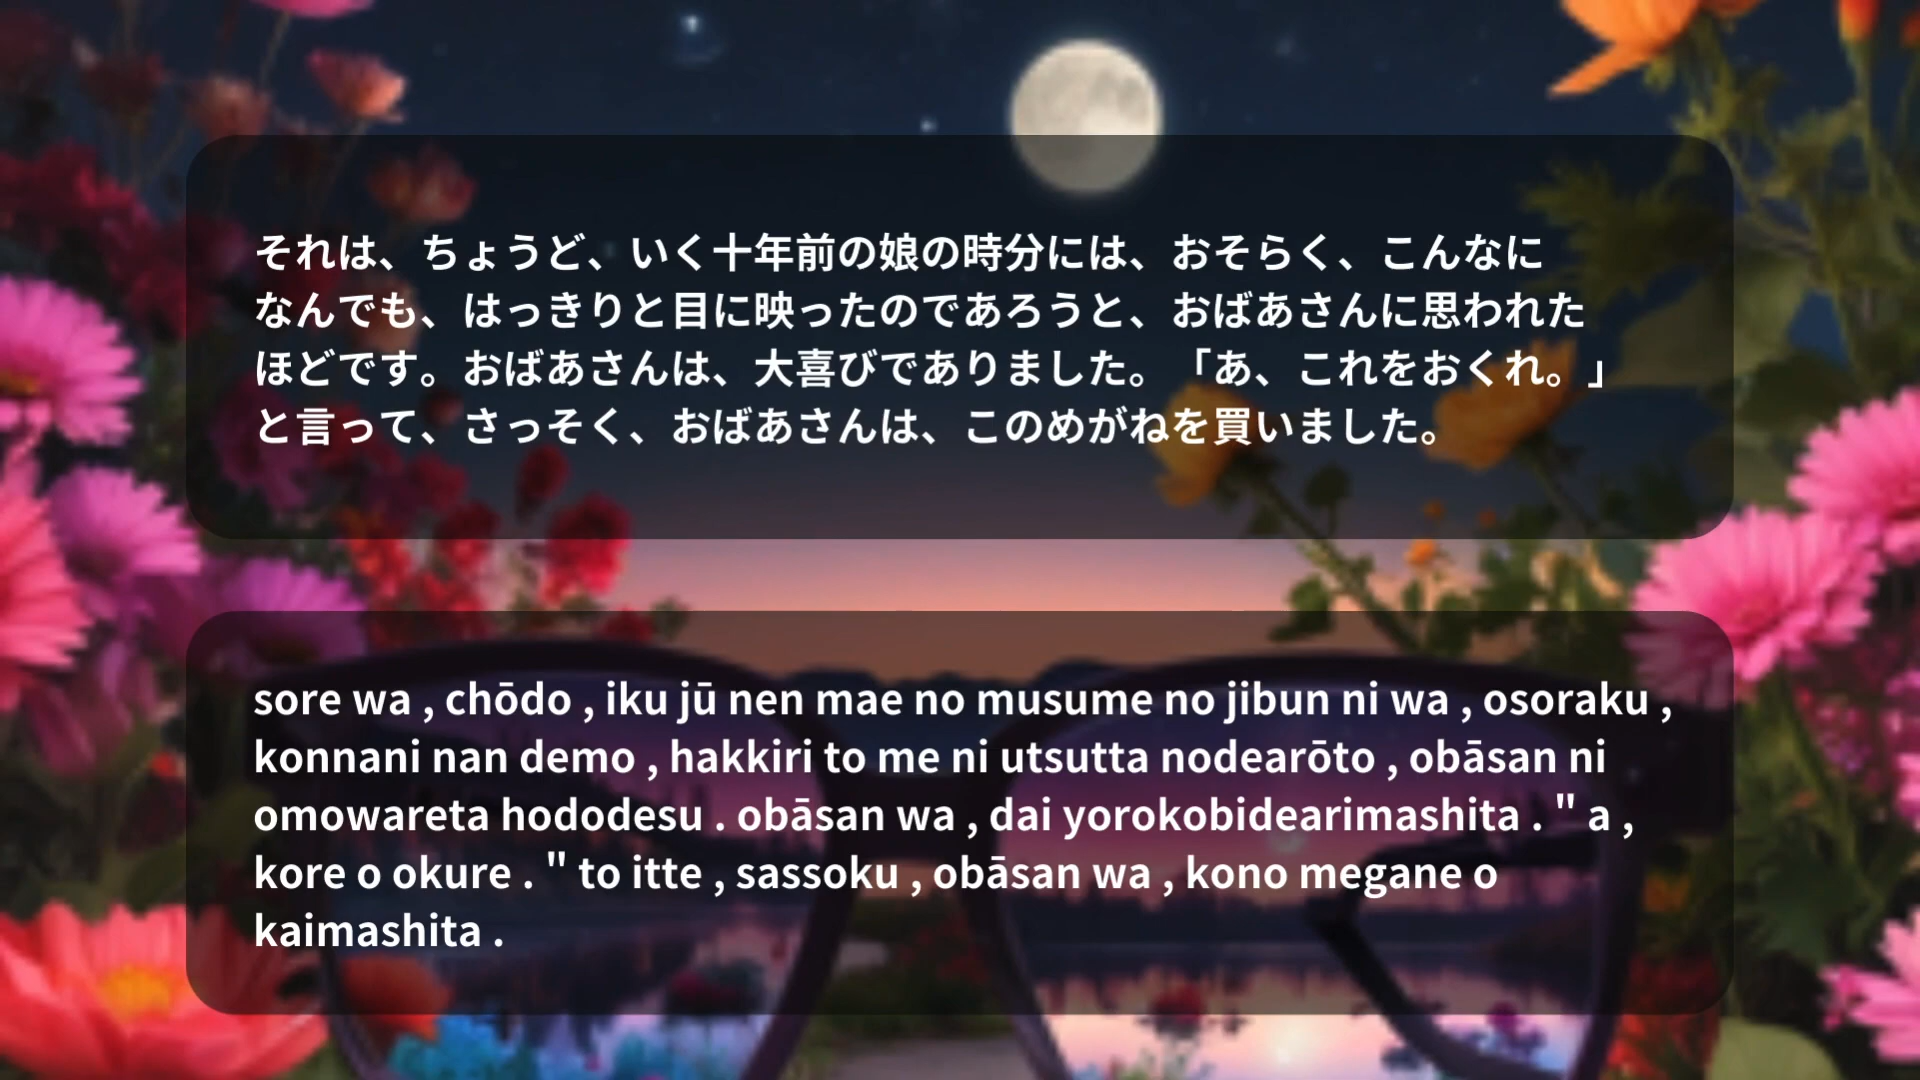 それは、ちょうど、いく十年前の娘の時分には、おそらく、こんなに
なんでも、はっきりと目に映ったのであろうと、おばあさんに思われた
ほどです。おばあさんは、大喜びでありました。「あ、これをおくれ。」
と言って、さっそく、おばあさんは、このめがねを買いました。
sore wa , chōdo , iku jū nen mae no musume no jibun ni wa , osoraku ,
konnani nan demo , hakkiri to me ni utsutta nodearōto , obāsan ni
omowareta hododesu . obāsan wa , dai yorokobidearimashita . " a ,
kore o okure . " to itte , sassoku , obāsan wa , kono megane o
kaimashita .